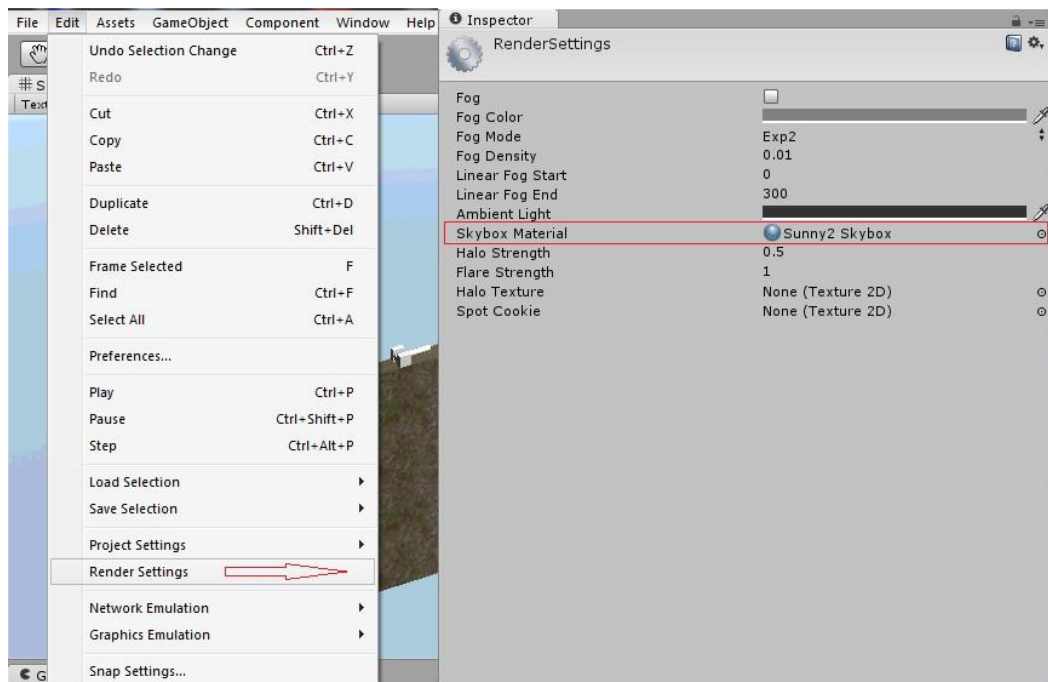 File Edit Assets GameObject Component Window Help
Undo Selection Change Ctrl+Z
Redo Ctrl+Y
# S
Text
Cut Ctrl+X
Copy Ctrl+C
Paste Ctrl+V
Duplicate Ctrl+D
Delete Shift+Del
Frame Selected F
Find Ctrl+F
Select All Ctrl+A
Preferences...
Play Ctrl+P
Pause Ctrl+Shift+P
Step Ctrl+Alt+P
Load Selection
Save Selection
Project Settings
Render Settings
Network Emulation
Graphics Emulation
Snap Settings...
G
Inspector
RenderSettings
Fog
Fog Color
Fog Mode Exp2
Fog Density 0.01
Linear Fog Start 0
Linear Fog End 300
Ambient Light
Skybox Material Sunny2 Skybox
Halo Strength 0.5
Flare Strength 1
Halo Texture None (Texture 2D)
Spot Cookie None (Texture 2D)